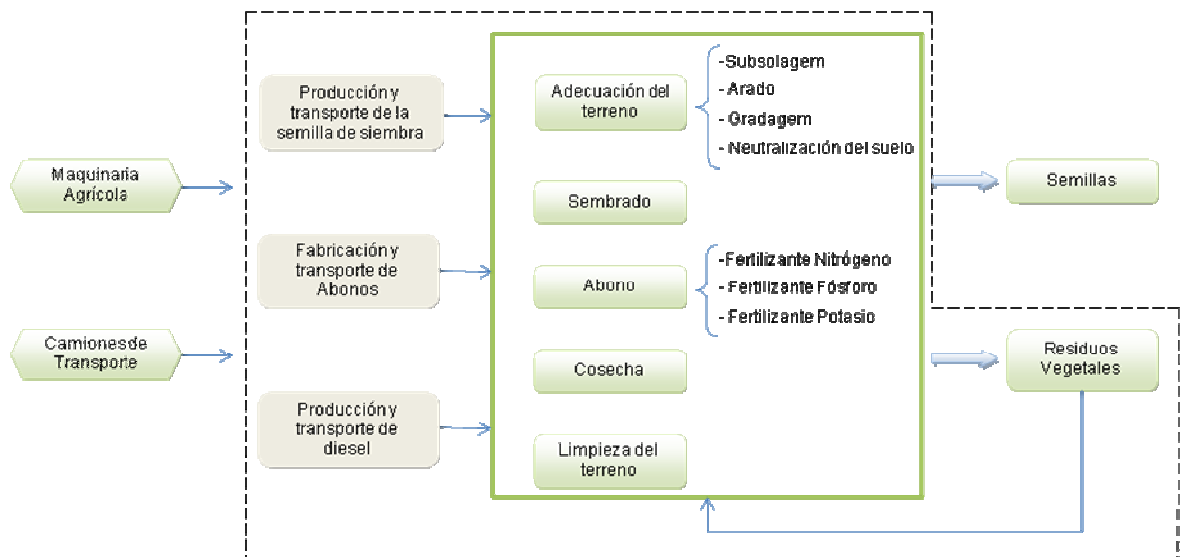 Maquinaria
Agrícola
Camiones de
Transporte
Producción y
transporte de la
semilla de siembra
Fabricación y
transporte de
Abonos
Producción y
transporte de
diesel
Adecuación del
terreno
-Subsolagem
- Arado
- Gradagem
- Neutralización del suelo
Sembrado
Abono
-Fertilizante Nitrógeno
- Fertilizante Fósforo
- Fertilizante Potasio
Cosecha
Limpieza del
terreno
Semillas
Residuos
Vegetales